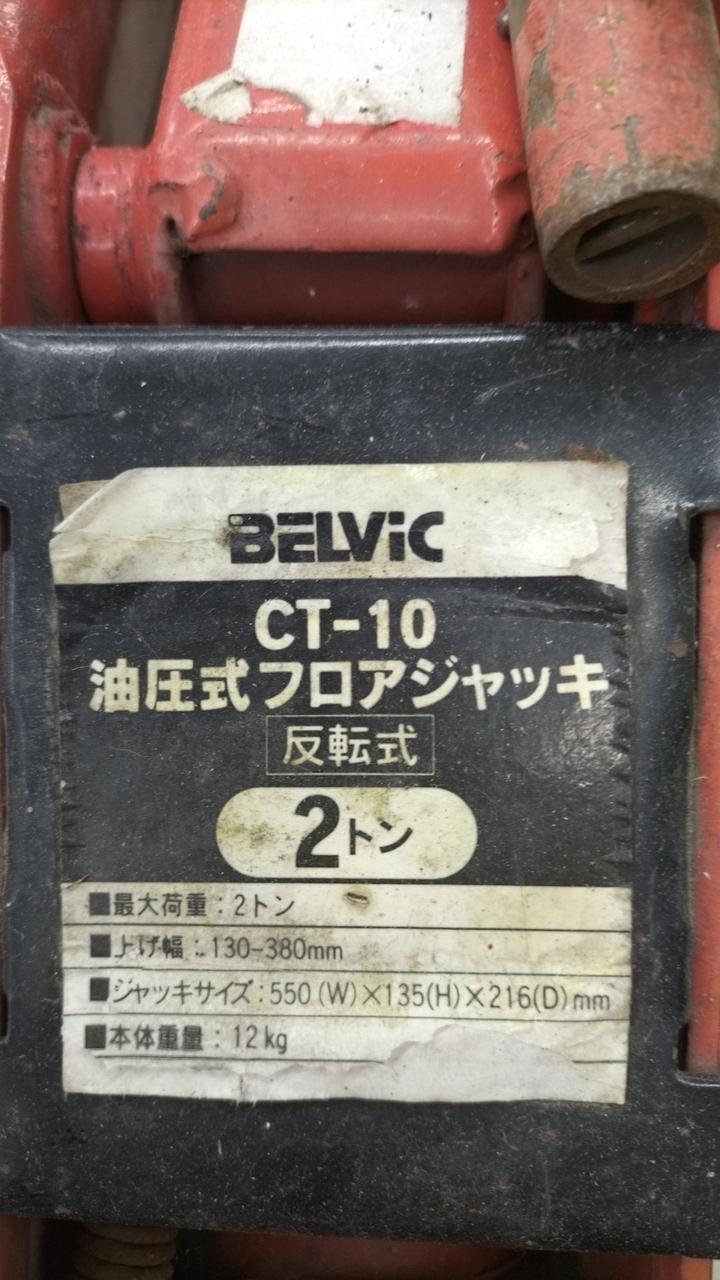 BELViC
CT-10
油圧式フロアジャッキ
反転式
2トン
■最大荷重：2トン
■上げ幅：130-380mm
■ジャッキサイズ：550(W)×135(H)×216(D)mm
■本体重量：12kg